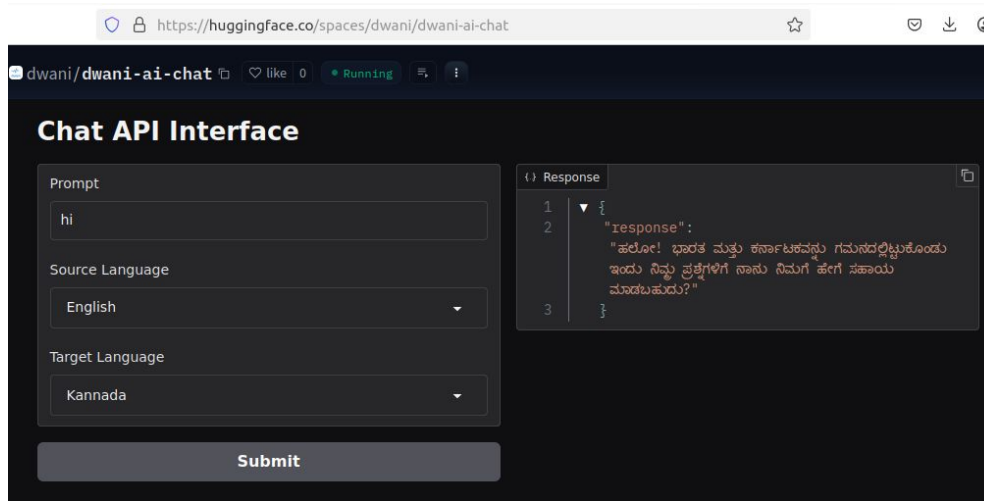 https://huggingface.co/spaces/dwani/dwani-ai-chat
dwani/dwani-ai-chat like 0 Running
Chat API Interface
Prompt
hi
Source Language
English
Target Language
Kannada
Submit
Response
1 {
2 "response":
"ಹಲೋ! ಭಾರತ ಮತ್ತು ಕರ್ನಾಟಕವನ್ನು ಗಮನದಲ್ಲಿಟ್ಟುಕೊಂಡು
ಇಂದು ನಿಮ್ಮ ಪ್ರಶ್ನೆಗಳಿಗೆ ನಾನು ನಿಮಗೆ ಹೇಗೆ ಸಹಾಯ
ಮಾಡಬಹುದು?"
3 }